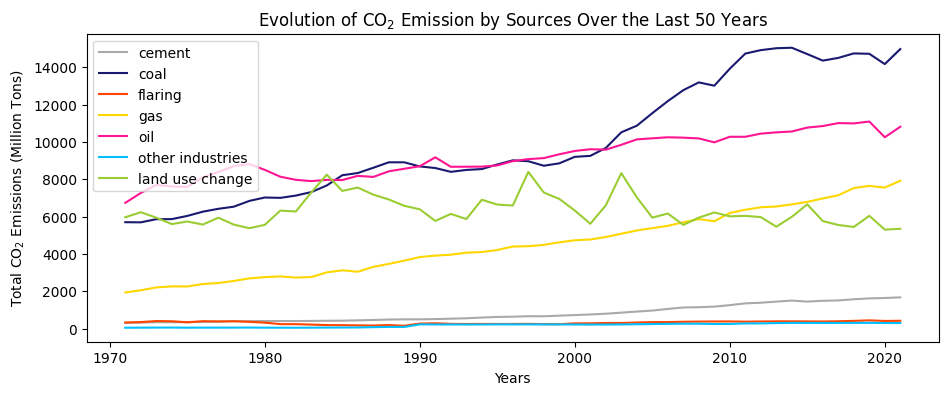 Evolution of CO₂ Emission by Sources Over the Last 50 Years
Total CO₂ Emissions (Million Tons)
14000
12000
10000
8000
6000
4000
2000
0
cement
coal
flaring
gas
oil
other industries
land use change
1970 1980 1990 2000 2010 2020
Years